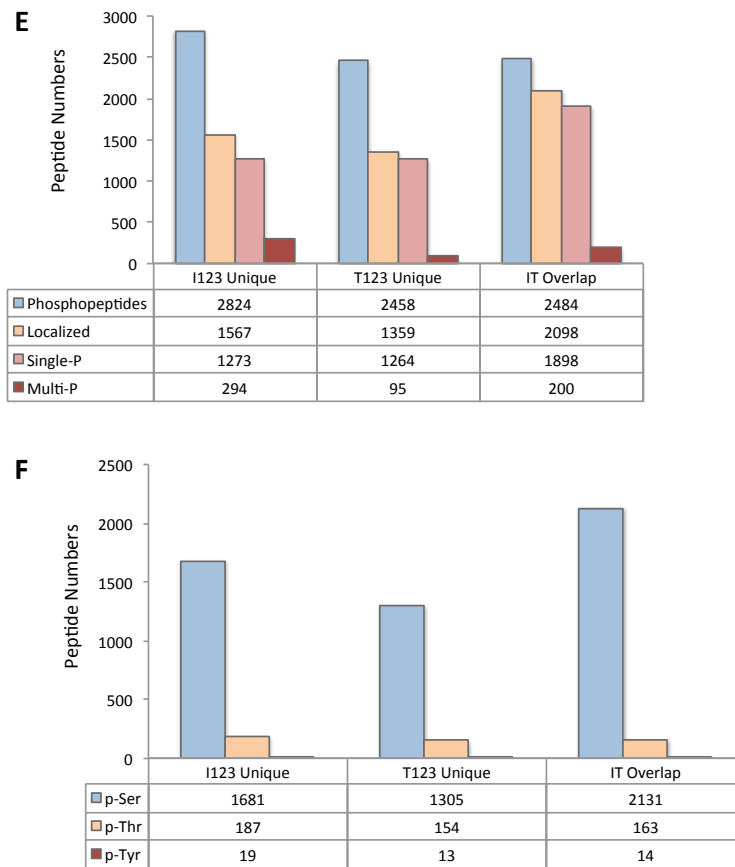 E
Peptide Numbers
3000
2500
2000
1500
1000
500
0
I123 Unique T123 Unique IT Overlap
Phosphopeptides 2824 2458 2484
Localized 1567 1359 2098
Single-P 1273 1264 1898
Multi-P 294 95 200
F
Peptide Numbers
2500
2000
1500
1000
500
0
I123 Unique T123 Unique IT Overlap
p-Ser 1681 1305 2131
p-Thr 187 154 163
p-Tyr 19 13 14